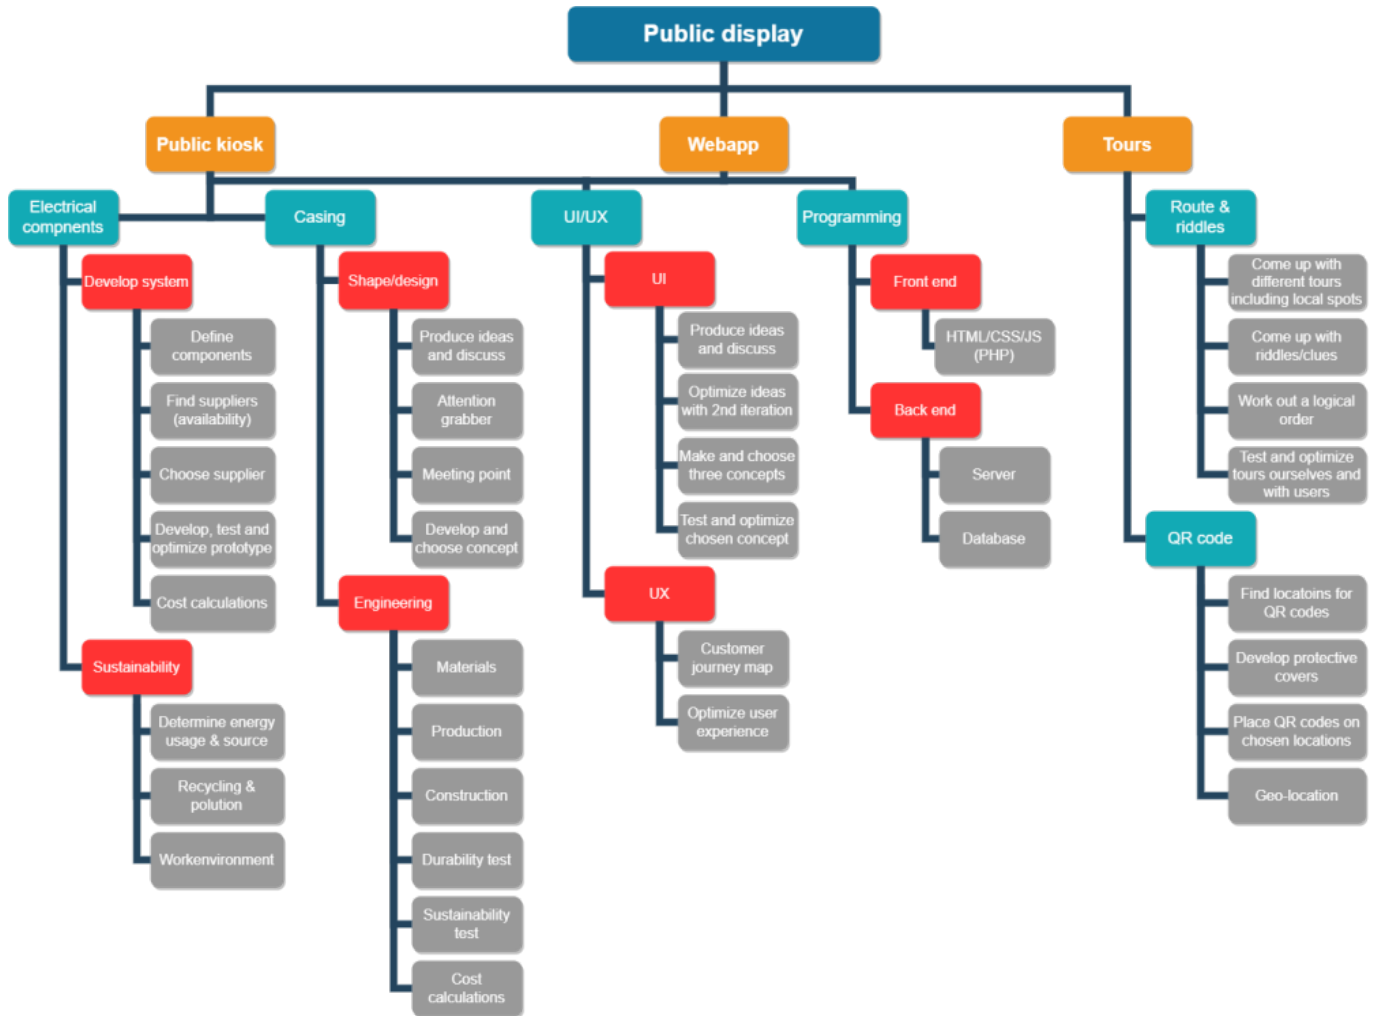 Public display
Public kiosk
Webapp
Tours
Electrical
compnents
Casing
UI/UX
Programming
Route &
riddles
Develop system
Define
components
Find suppliers
(availability)
Choose supplier
Develop, test and
optimize prototype
Cost calculations
Sustainability
Determine energy
usage & source
Recycling &
polution
Workenvironment
Shape/design
Produce ideas
and discuss
Attention
grabber
Meeting point
Develop and
choose concept
Engineering
Materials
Production
Construction
Durability test
Sustainability
test
Cost
calculations
UI
Produce ideas
and discuss
Optimize ideas
with 2nd iteration
Make and choose
three concepts
Test and optimize
chosen concept
UX
Customer
journey map
Optimize user
experience
Front end
HTML/CSS/JS
(PHP)
Back end
Server
Database
Come up with
different tours
including local spots
Come up with
riddles/clues
Work out a logical
order
Test and optimize
tours ourselves and
with users
QR code
Find locatoins for
QR codes
Develop protective
covers
Place QR codes on
chosen locations
Geo-location